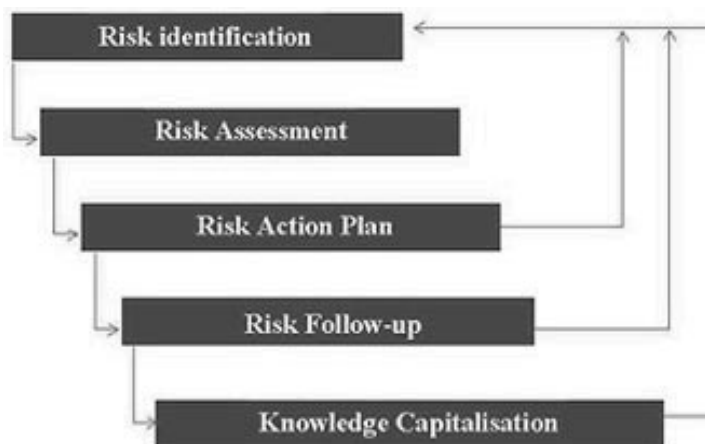 Risk identification
Risk Assessment
Risk Action Plan
Risk Follow-up
Knowledge Capitalisation